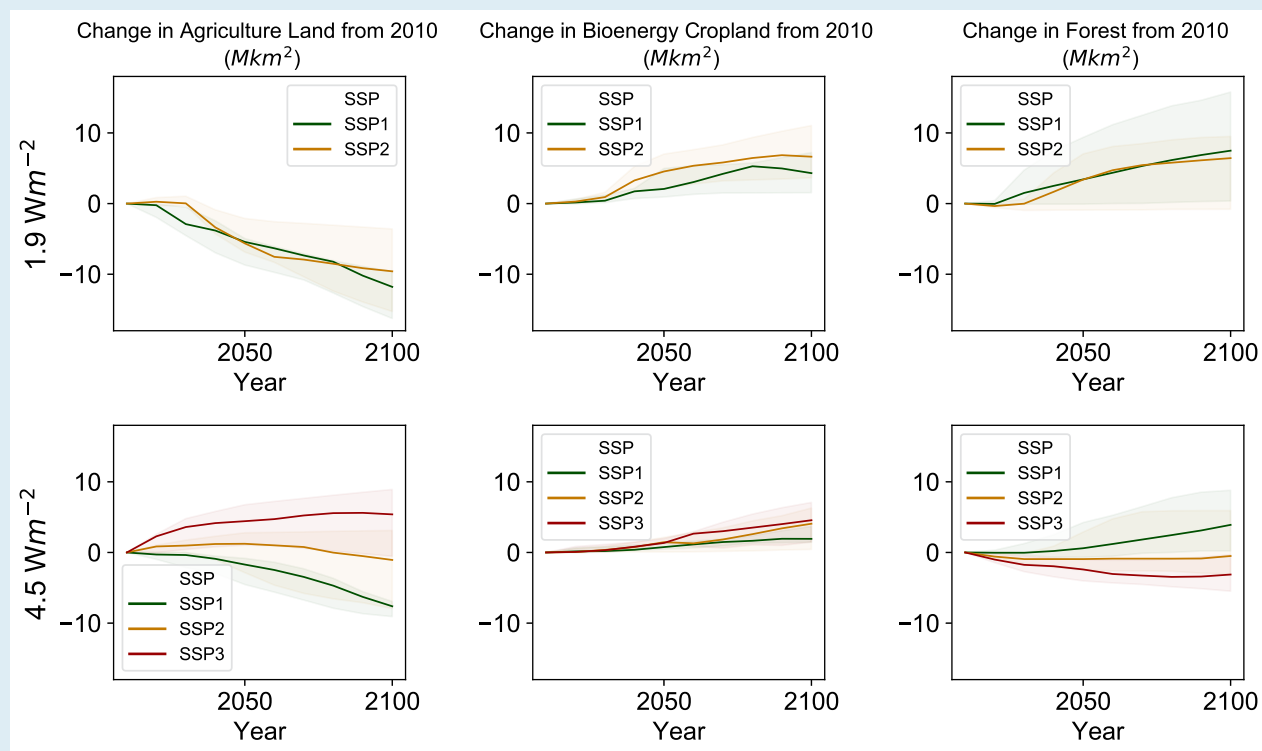 Change in Agriculture Land from 2010
(Mkm²)
Change in Bioenergy Cropland from 2010
(Mkm²)
Change in Forest from 2010
(Mkm²)
1.9 Wm⁻²
10
0
−10
SSP
SSP1
SSP2
2050
2100
Year
10
0
−10
SSP
SSP1
SSP2
2050
2100
Year
10
0
−10
SSP
SSP1
SSP2
2050
2100
Year
4.5 Wm⁻²
10
0
−10
SSP
SSP1
SSP2
SSP3
2050
2100
Year
10
0
−10
SSP
SSP1
SSP2
SSP3
2050
2100
Year
10
0
−10
SSP
SSP1
SSP2
SSP3
2050
2100
Year